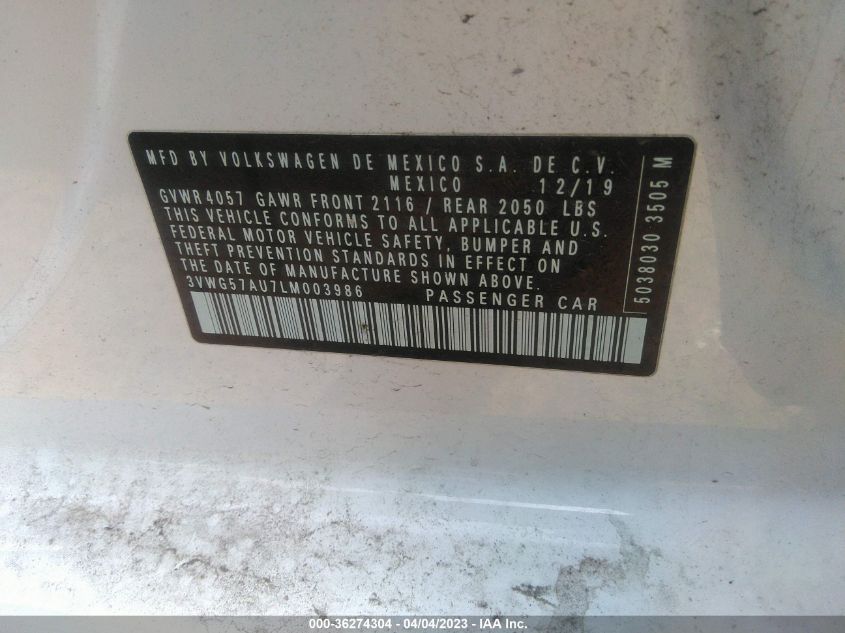 MFD BY VOLKSWAGEN DE MEXICO S.A. DE C.V.
MEXICO 12/19
GVWR 4057 GAWR FRONT 2116 / REAR 2050 LBS
THIS VEHICLE CONFORMS TO ALL APPLICABLE U.S.
FEDERAL MOTOR VEHICLE SAFETY, BUMPER AND
THEFT PREVENTION STANDARDS IN EFFECT ON
THE DATE OF MANUFACTURE SHOWN ABOVE.
3VWG57AU7LM003986 PASSENGER CAR
5038030 3505 M
000-36274304 - 04/04/2023 - IAA Inc.